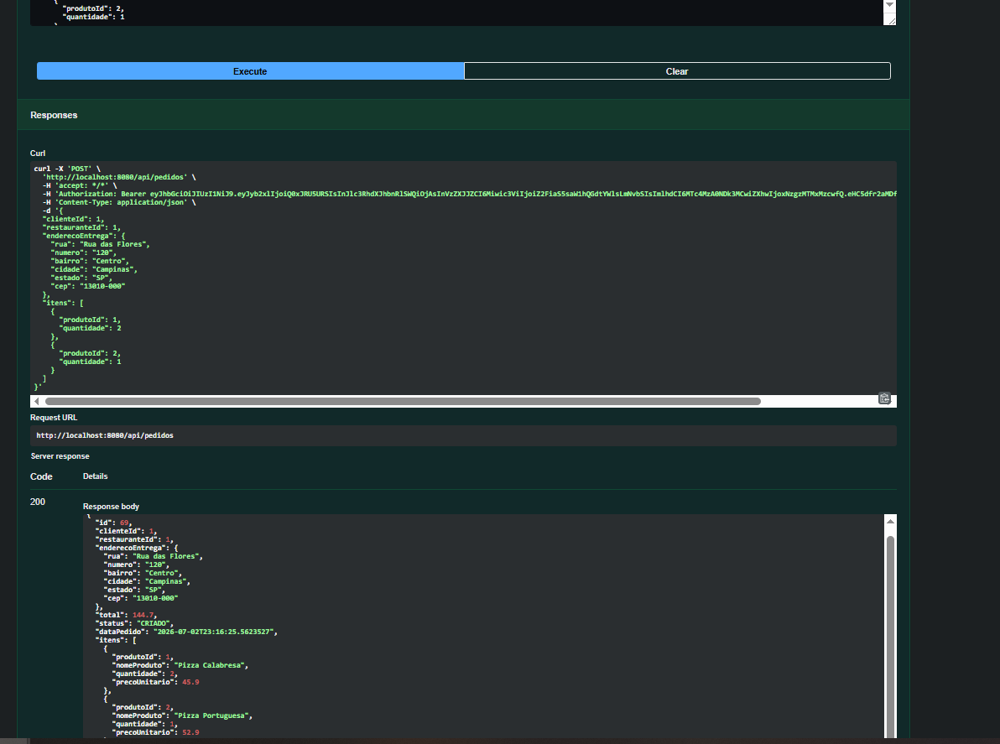 {
"produtoId": 2,
"quantidade": 1
}
Execute
Clear
Responses
Curl
curl -X 'POST' \
'http://localhost:8080/api/pedidos' \
-H 'accept: */*' \
-H 'Authorization: Bearer
-H 'Content-Type: application/json' \
-d '{
"clienteId": 1,
"restauranteId": 1,
"enderecoEntrega": {
"rua": "Rua das Flores",
"numero": "120",
"bairro": "Centro",
"cidade": "Campinas",
"estado": "SP",
"cep": "13010-000"
},
"itens": [
{
"produtoId": 1,
"quantidade": 2
},
{
"produtoId": 2,
"quantidade": 1
}
]
}'
Request URL
http://localhost:8080/api/pedidos
Server response
Code Details
200
Response body
{
"id": 69,
"clienteId": 1,
"restauranteId": 1,
"enderecoEntrega": {
"rua": "Rua das Flores",
"numero": "120",
"bairro": "Centro",
"cidade": "Campinas",
"estado": "SP",
"cep": "13010-000"
},
"total": 144.7,
"status": "CRIADO",
"dataPedido": "2026-07-02T23:16:25.5623527",
"itens": [
{
"produtoId": 1,
"nomeProduto": "Pizza Calabresa",
"quantidade": 2,
"precoUnitario": 45.9
},
{
"produtoId": 2,
"nomeProduto": "Pizza Portuguesa",
"quantidade": 1,
"precoUnitario": 52.9